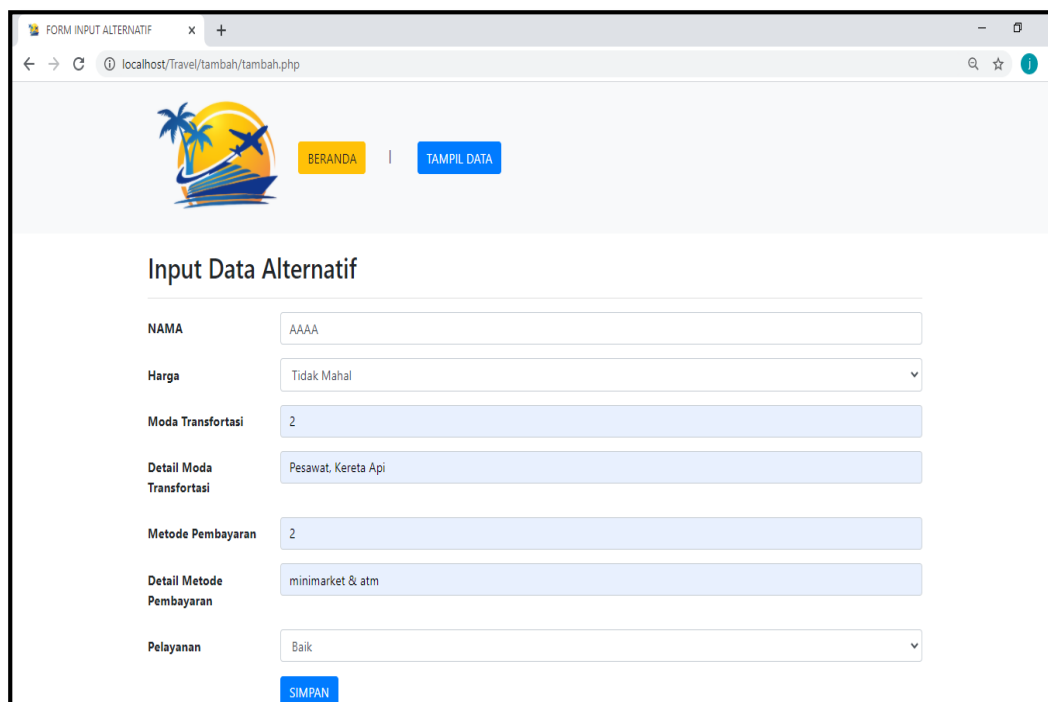 FORM INPUT ALTERNATIF
localhost/Travel/tambah/tambah.php
j
BERANDA | TAMPIL DATA
Input Data Alternatif
NAMA AAAA
Harga Tidak Mahal
Moda Transfortasi 2
Detail Moda Pesawat, Kereta Api
Transfortasi
Metode Pembayaran 2
Detail Metode minimarket & atm
Pembayaran
Pelayanan Baik
SIMPAN